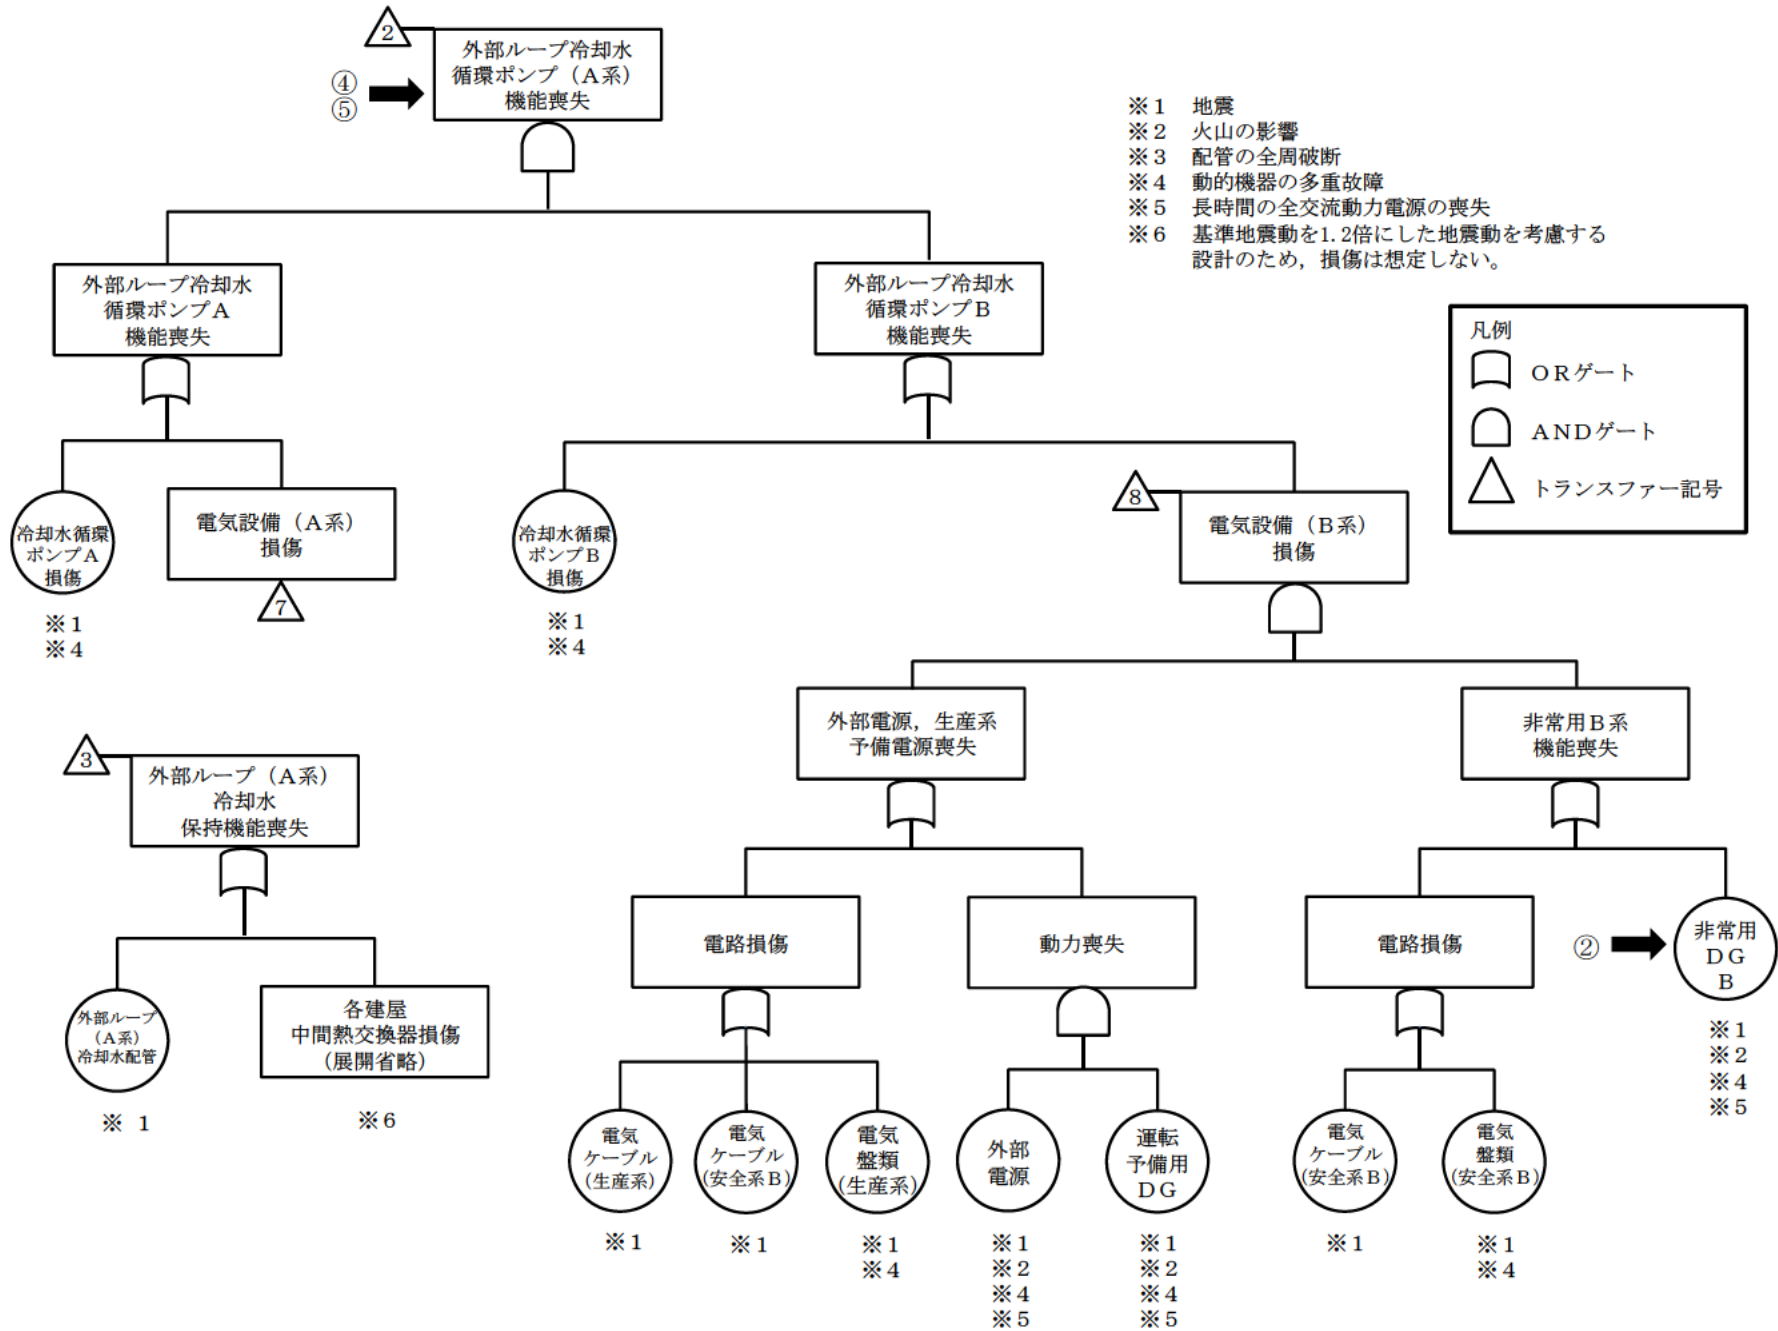 2
外部ループ冷却水
循環ポンプ（A系）
機能喪失
④
⑤
※1 地震
※2 火山の影響
※3 配管の全周破断
※4 動的機器の多重故障
※5 長時間の全交流動力電源の喪失
※6 基準地震動を1.2倍にした地震動を考慮する
設計のため，損傷は想定しない。
凡例
ORゲート
ANDゲート
トランスファー記号
外部ループ冷却水
循環ポンプA
機能喪失
外部ループ冷却水
循環ポンプB
機能喪失
冷却水循環
ポンプA
損傷
※1
※4
電気設備（A系）
損傷
7
冷却水循環
ポンプB
損傷
※1
※4
8
電気設備（B系）
損傷
外部電源，生産系
予備電源喪失
非常用B系
機能喪失
3
外部ループ（A系）
冷却水
保持機能喪失
外部ループ
（A系）
冷却水配管
※ 1
各建屋
中間熱交換器損傷
（展開省略）
※6
電路損傷
動力喪失
電路損傷
②
非常用
DG
B
※1
※2
※4
※5
電気
ケーブル
（生産系）
※1
電気
ケーブル
（安全系B）
※1
電気
盤類
（生産系）
※1
※4
外部
電源
※1
※2
※4
※5
運転
予備用
DG
※1
※2
※4
※5
電気
ケーブル
（安全系B）
※1
電気
盤類
（安全系B）
※1
※4